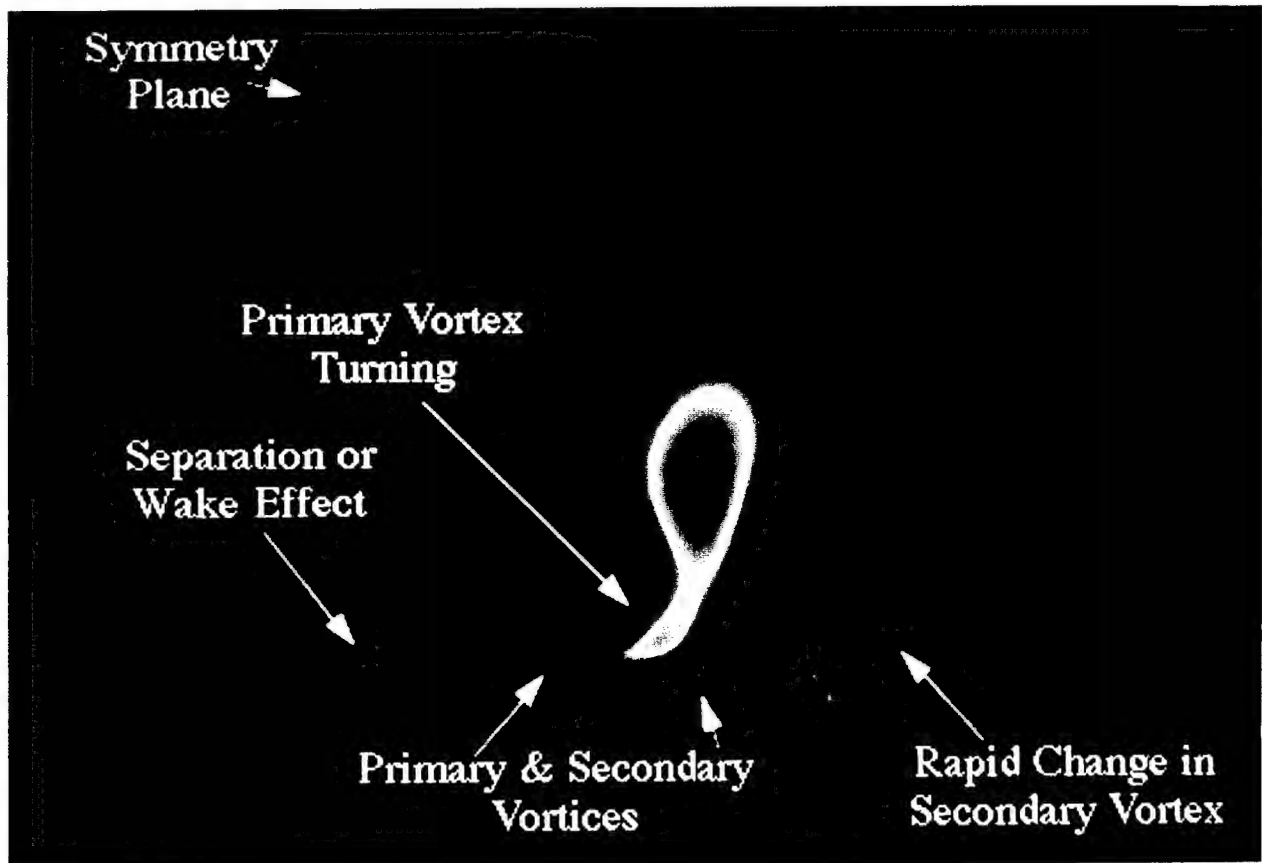 Symmetry
Plane
Primary Vortex
Turning
Separation or
Wake Effect
Primary & Secondary
Vortices
Rapid Change in
Secondary Vortex